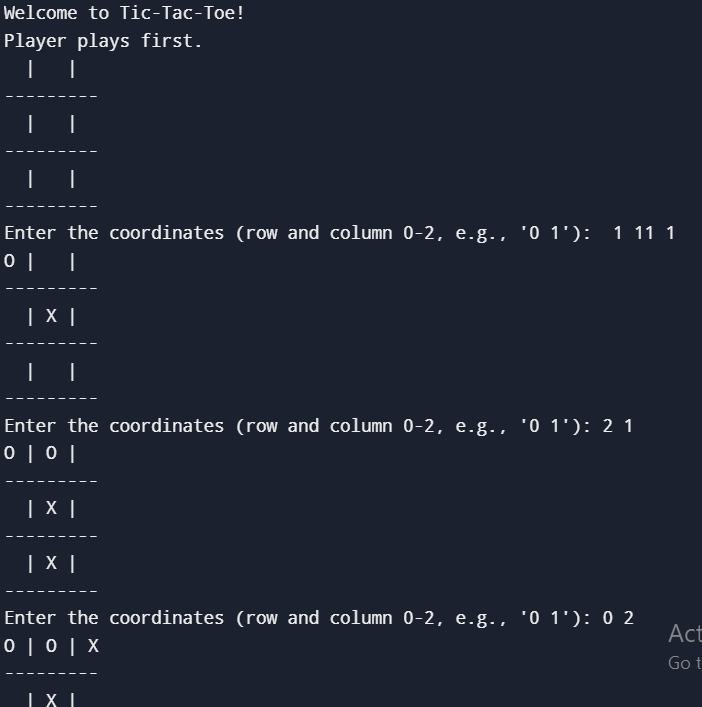 Welcome to Tic-Tac-Toe!
Player plays first.
  |   |
---------
  |   |
---------
  |   |
---------
Enter the coordinates (row and column 0-2, e.g., '0 1'):  1 11 1
O |   |
---------
  | X |
---------
  |   |
---------
Enter the coordinates (row and column 0-2, e.g., '0 1'): 2 1
O | O |
---------
  | X |
---------
  | X |
---------
Enter the coordinates (row and column 0-2, e.g., '0 1'): 0 2
O | O | X
---------
  | X |
Act
Go t